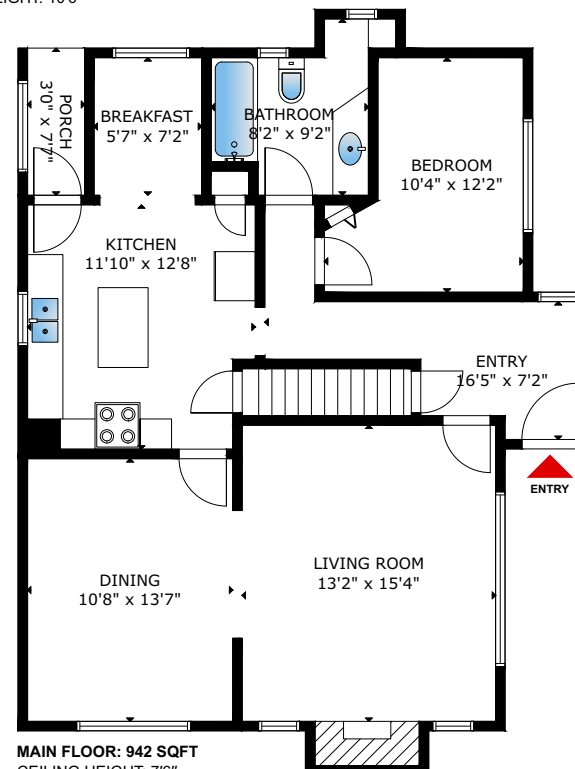 PORCH
3'0" x 7'7"
BREAKFAST
5'7" x 7'2"
BATHROOM
8'2" x 9'2"
BEDROOM
10'4" x 12'2"
KITCHEN
11'10" x 12'8"
ENTRY
16'5" x 7'2"
ENTRY
LIVING ROOM
13'2" x 15'4"
DINING
10'8" x 13'7"
MAIN FLOOR: 942 SQFT